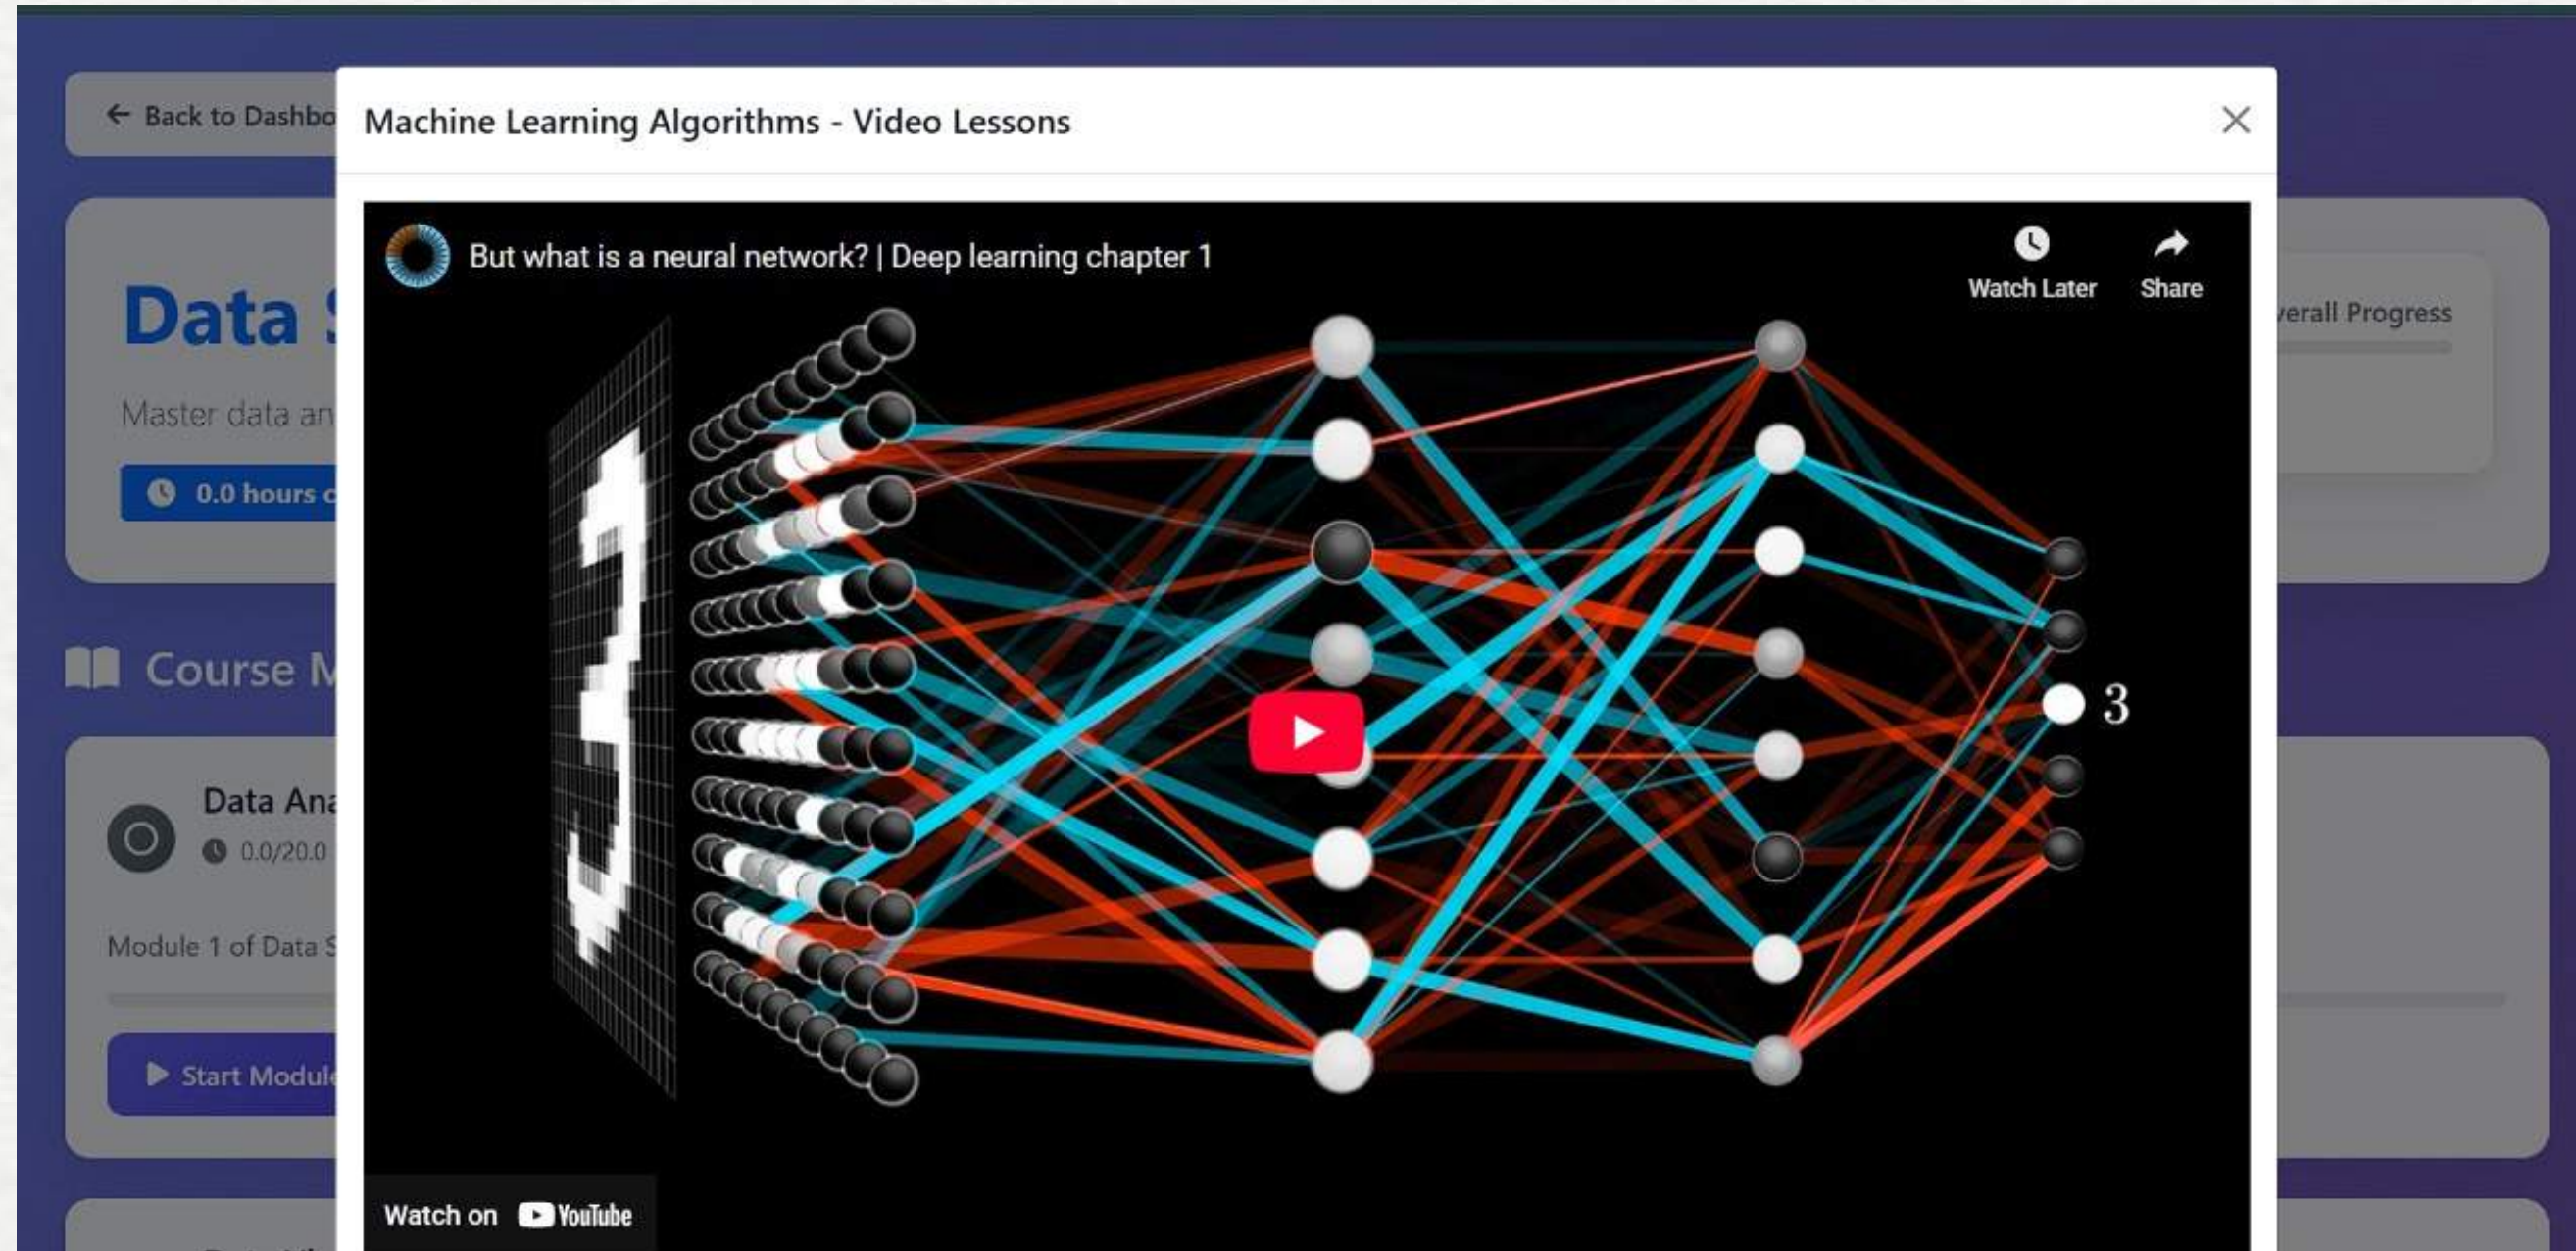 Back to Dashbo
Machine Learning Algorithms - Video Lessons
But what is a neural network? | Deep learning chapter 1
Watch Later
Share
Data S
verall Progress
Master data an
0.0 hours c
3
Course M
Data Ana
0.0/20.0
Module 1 of Data S
Start Module
Watch on YouTube